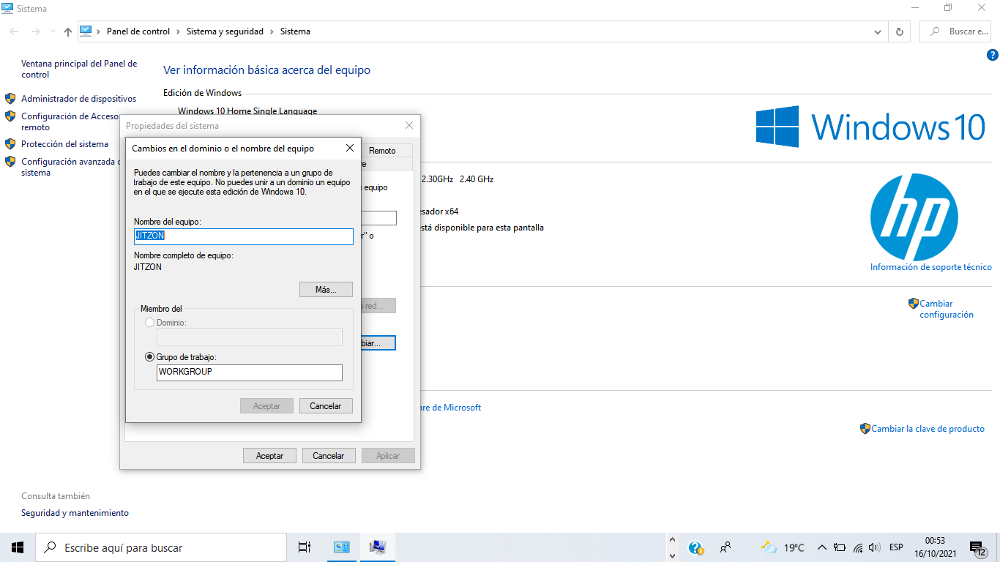 Sistema
Panel de control
Sistema y seguridad
Sistema
Buscar e...
Ventana principal del Panel de
control
Administrador de dispositivos
Configuración de Acceso
remoto
Protección del sistema
Configuración avanzada
sistema
Ver información básica acerca del equipo
Edición de Windows
Windows 10 Home Single Language
Windows 10
Propiedades del sistema
Remoto
re
equipo
r" o
e red...
biar...
Aceptar
Cancelar
Aplicar
Cambios en el dominio o el nombre del equipo
Puedes cambiar el nombre y la pertenencia a un grupo de
trabajo de este equipo. No puedes unir a un dominio un equipo
en el que se ejecute esta edición de Windows 10.
Nombre del equipo:
JITZON
Nombre completo de equipo:
JITZON
Más...
Miembro del
Dominio:
Grupo de trabajo:
WORKGROUP
Aceptar
Cancelar
2.30GHz 2.40 GHz
esador x64
está disponible para esta pantalla
hp
Información de soporte técnico
Cambiar
configuración
are de Microsoft
Cambiar la clave de producto
Consulta también
Seguridad y mantenimiento
Escribe aquí para buscar
19°C
ESP
00:53
16/10/2021
12